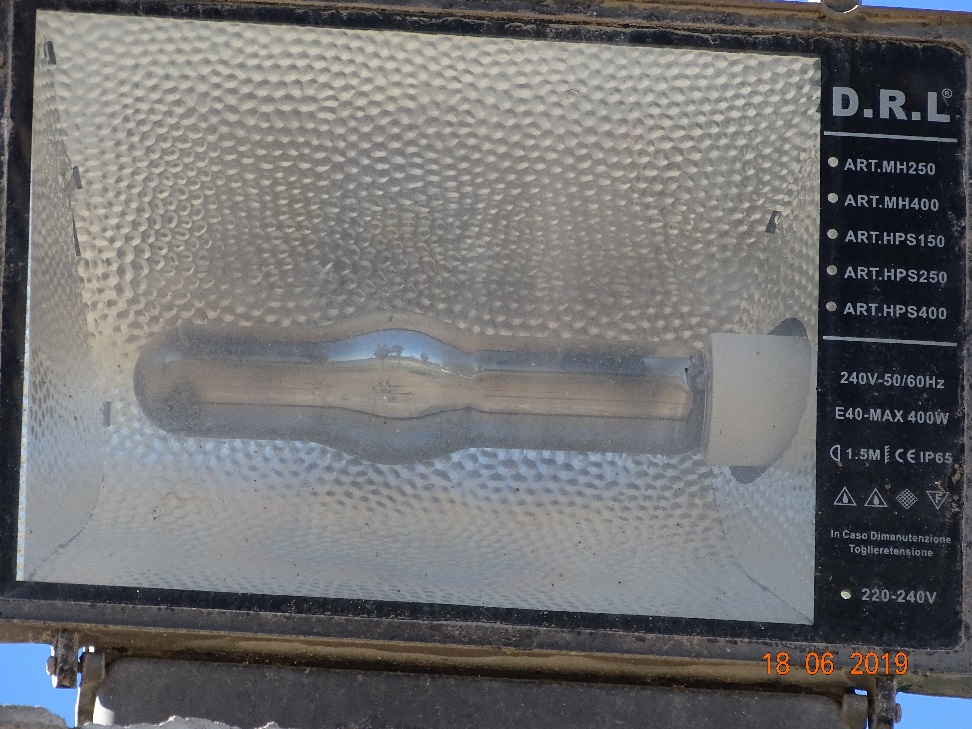 D.R.L®
ART.MH250
ART.MH400
ART.HPS150
ART.HPS250
ART.HPS400
240V-50/60Hz
E40-MAX 400W
1.5M CE IP65
F
In Caso Dimanutenzione
Toglieretensione
220-240V
18 06 2019